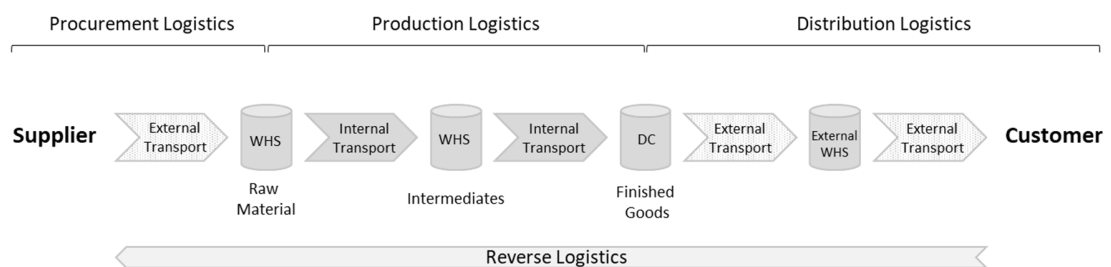 Procurement Logistics
Production Logistics
Distribution Logistics
Supplier
External
Transport
WHS
Raw
Material
Internal
Transport
WHS
Intermediates
Internal
Transport
DC
Finished
Goods
External
Transport
External
WHS
External
Transport
Customer
Reverse Logistics